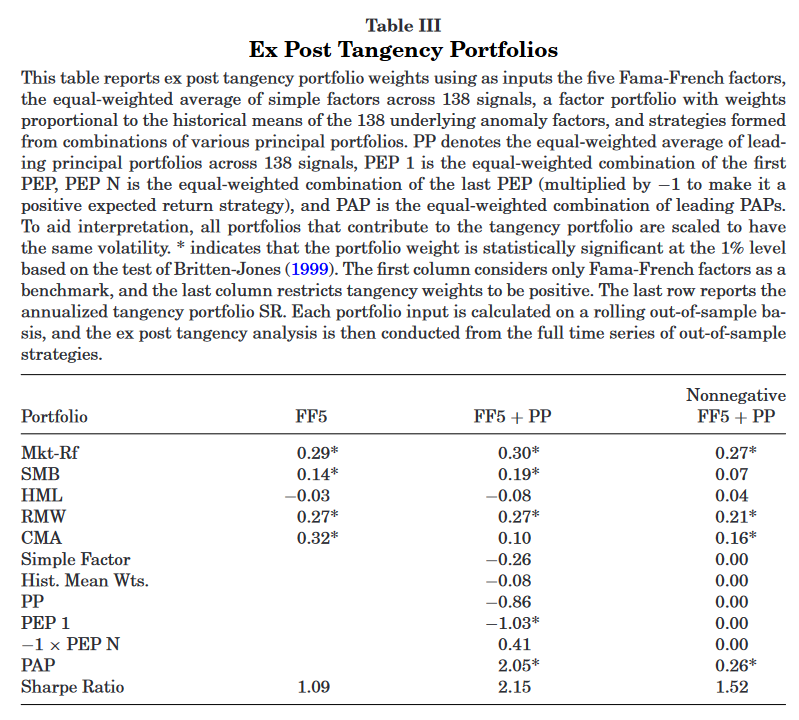 Table III
Ex Post Tangency Portfolios
This table reports ex post tangency portfolio weights using as inputs the five Fama-French factors,
the equal-weighted average of simple factors across 138 signals, a factor portfolio with weights
proportional to the historical means of the 138 underlying anomaly factors, and strategies formed
from combinations of various principal portfolios. PP denotes the equal-weighted average of lead-
ing principal portfolios across 138 signals, PEP 1 is the equal-weighted combination of the first
PEP, PEP N is the equal-weighted combination of the last PEP (multiplied by −1 to make it a
positive expected return strategy), and PAP is the equal-weighted combination of leading PAPs.
To aid interpretation, all portfolios that contribute to the tangency portfolio are scaled to have
the same volatility. * indicates that the portfolio weight is statistically significant at the 1% level
based on the test of Britten-Jones (1999). The first column considers only Fama-French factors as a
benchmark, and the last column restricts tangency weights to be positive. The last row reports the
annualized tangency portfolio SR. Each portfolio input is calculated on a rolling out-of-sample ba-
sis, and the ex post tangency analysis is then conducted from the full time series of out-of-sample
strategies.
Nonnegative
Portfolio FF5 FF5 + PP FF5 + PP
Mkt-Rf 0.29* 0.30* 0.27*
SMB 0.14* 0.19* 0.07
HML −0.03 −0.08 0.04
RMW 0.27* 0.27* 0.21*
CMA 0.32* 0.10 0.16*
Simple Factor −0.26 0.00
Hist. Mean Wts. −0.08 0.00
PP −0.86 0.00
PEP 1 −1.03* 0.00
−1 × PEP N 0.41 0.00
PAP 2.05* 0.26*
Sharpe Ratio 1.09 2.15 1.52